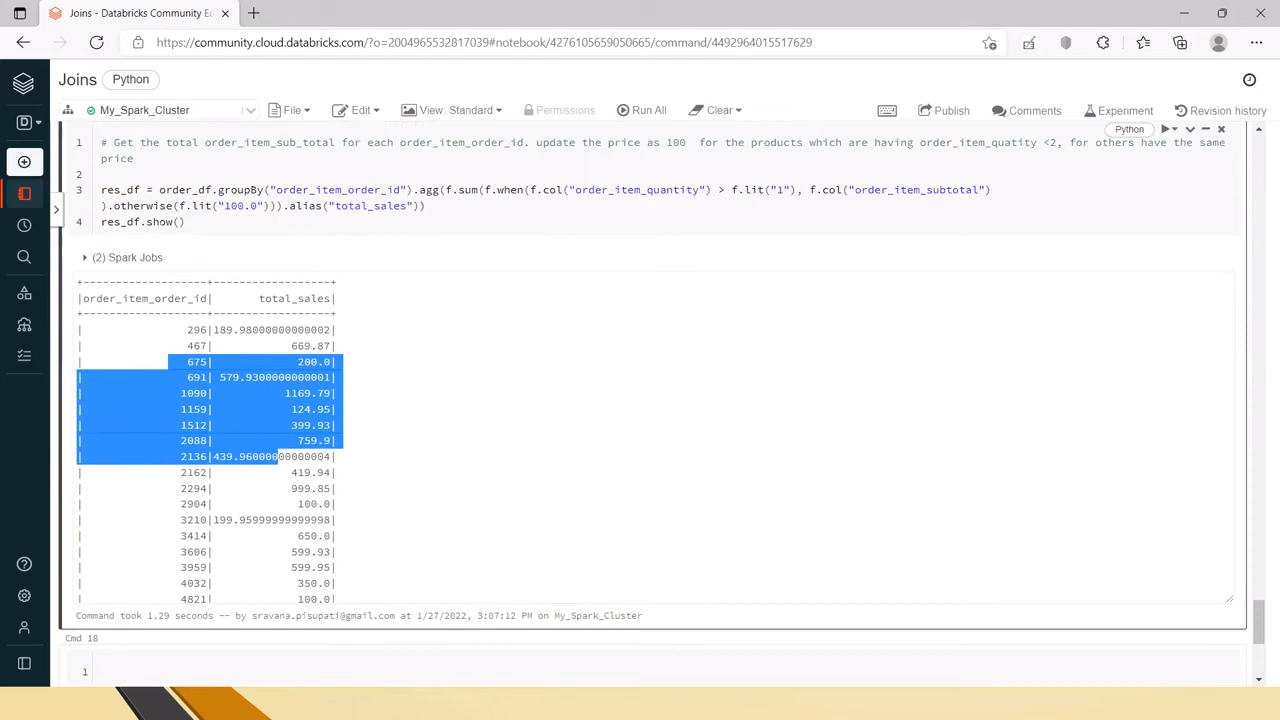 Joins - Databricks Community Ed
https://community.cloud.databricks.com/?o=2004965532817039#notebook/4276105659050665/command/4492964015517629
Joins Python
My_Spark_Cluster File Edit View: Standard Permissions Run All Clear Publish Comments Experiment Revision history
Python
1 # Get the total order_item_sub_total for each order_item_order_id. update the price as 100 for the products which are having order_item_quatity <2, for others have the same
price
2
3 res_df = order_df.groupBy("order_item_order_id").agg(f.sum(f.when(f.col("order_item_quantity") > f.lit("1"), f.col("order_item_subtotal")
).otherwise(f.lit("100.0"))).alias("total_sales"))
4 res_df.show()
(2) Spark Jobs
+-------------------+------------------+
|order_item_order_id|       total_sales|
+-------------------+------------------+
|                296|189.98000000000002|
|                467|            669.87|
|                675|             200.0|
|                691| 579.9300000000001|
|               1090|           1169.79|
|               1159|            124.95|
|               1512|            399.93|
|               2088|             759.9|
|               2136|439.96000000000004|
|               2162|            419.94|
|               2294|            999.85|
|               2904|             100.0|
|               3210|199.95999999999998|
|               3414|             650.0|
|               3606|            599.93|
|               3959|            599.95|
|               4032|             350.0|
|               4821|             100.0|
Command took 1.29 seconds -- by sravana.pisupati@gmail.com at 1/27/2022, 3:07:12 PM on My_Spark_Cluster
Cmd 18
1